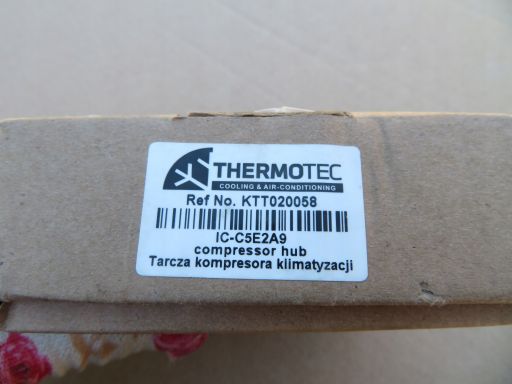 THERMOTEC
COOLING & AIR-CONDITIONING
Ref No. KTT020058
IC-C5E2A9
compressor hub
Tarcza kompresora klimatyzacji